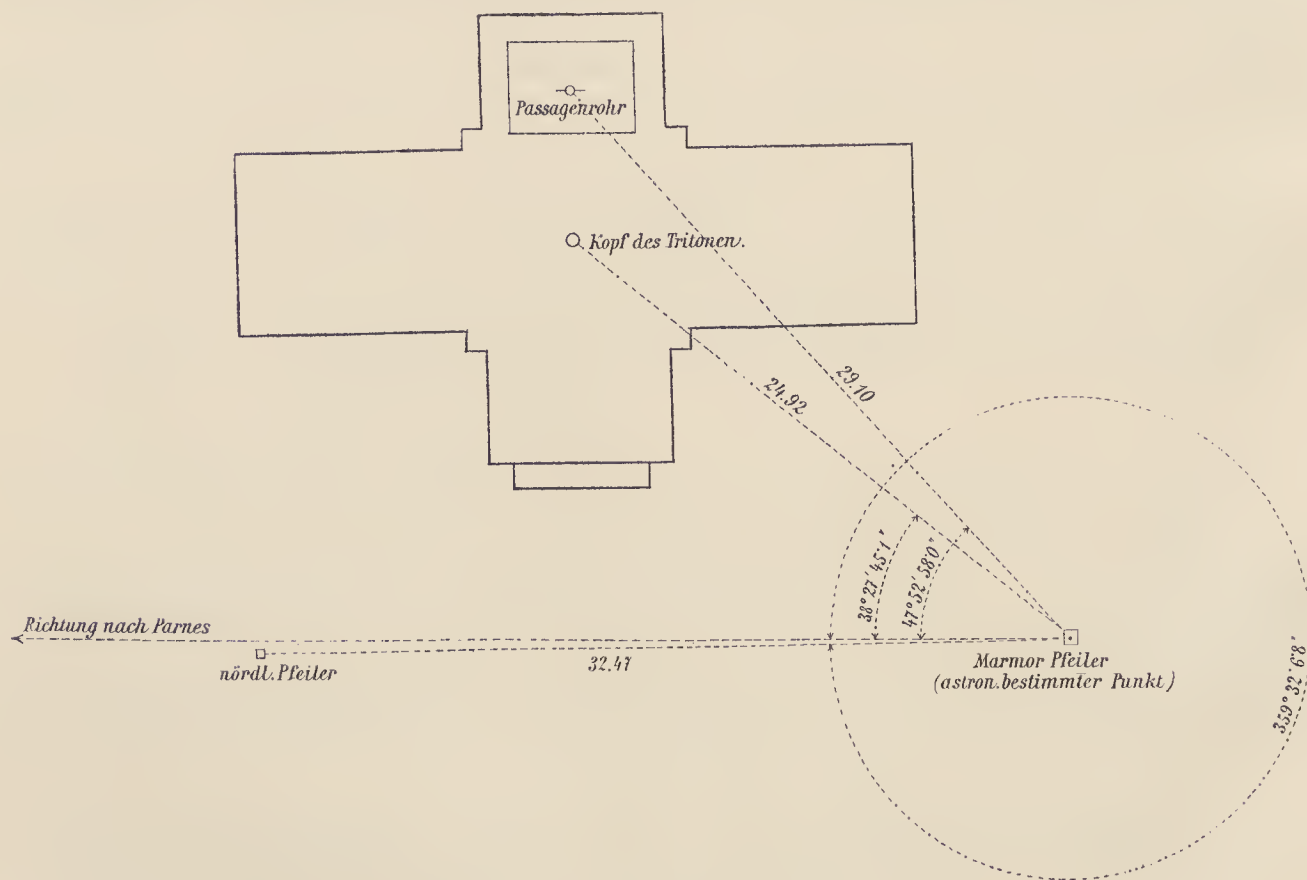 Passagenrohr
Kopf des Tritonen.
24.92
29.10
38° 27' 45·1"
47° 52' 58·0"
Richtung nach Parnes
nördl. Pfeiler
32.47
Marmor Pfeiler
(astron. bestimmter Punkt)
359° 32' 6·8"